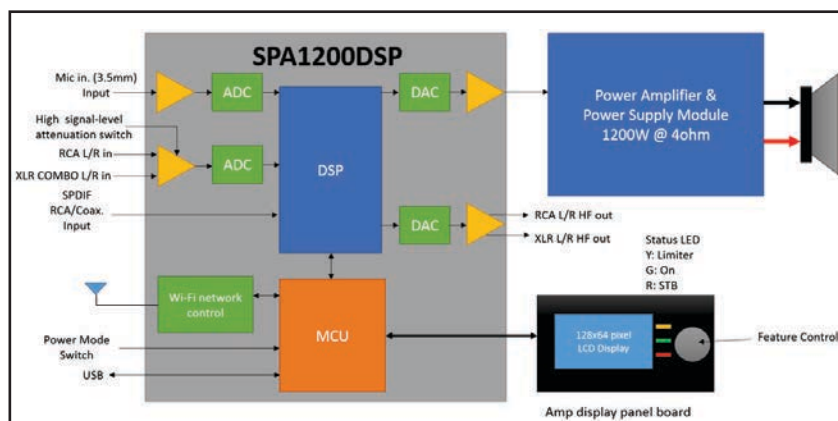 SPA1200DSP
Mic in. (3.5mm)
Input
ADC
DAC
High signal-level
attenuation switch
RCA L/R in
XLR COMBO L/R in
ADC
DSP
SPDIF
RCA/Coax.
Input
DAC
RCA L/R HF out
XLR L/R HF out
Power Amplifier &
Power Supply Module
1200W @ 4ohm
Status LED
Y: Limiter
G: On
R: STB
Wi-Fi network
control
MCU
Power Mode
Switch
USB
128x64 pixel
LCD Display
Feature Control
Amp display panel board